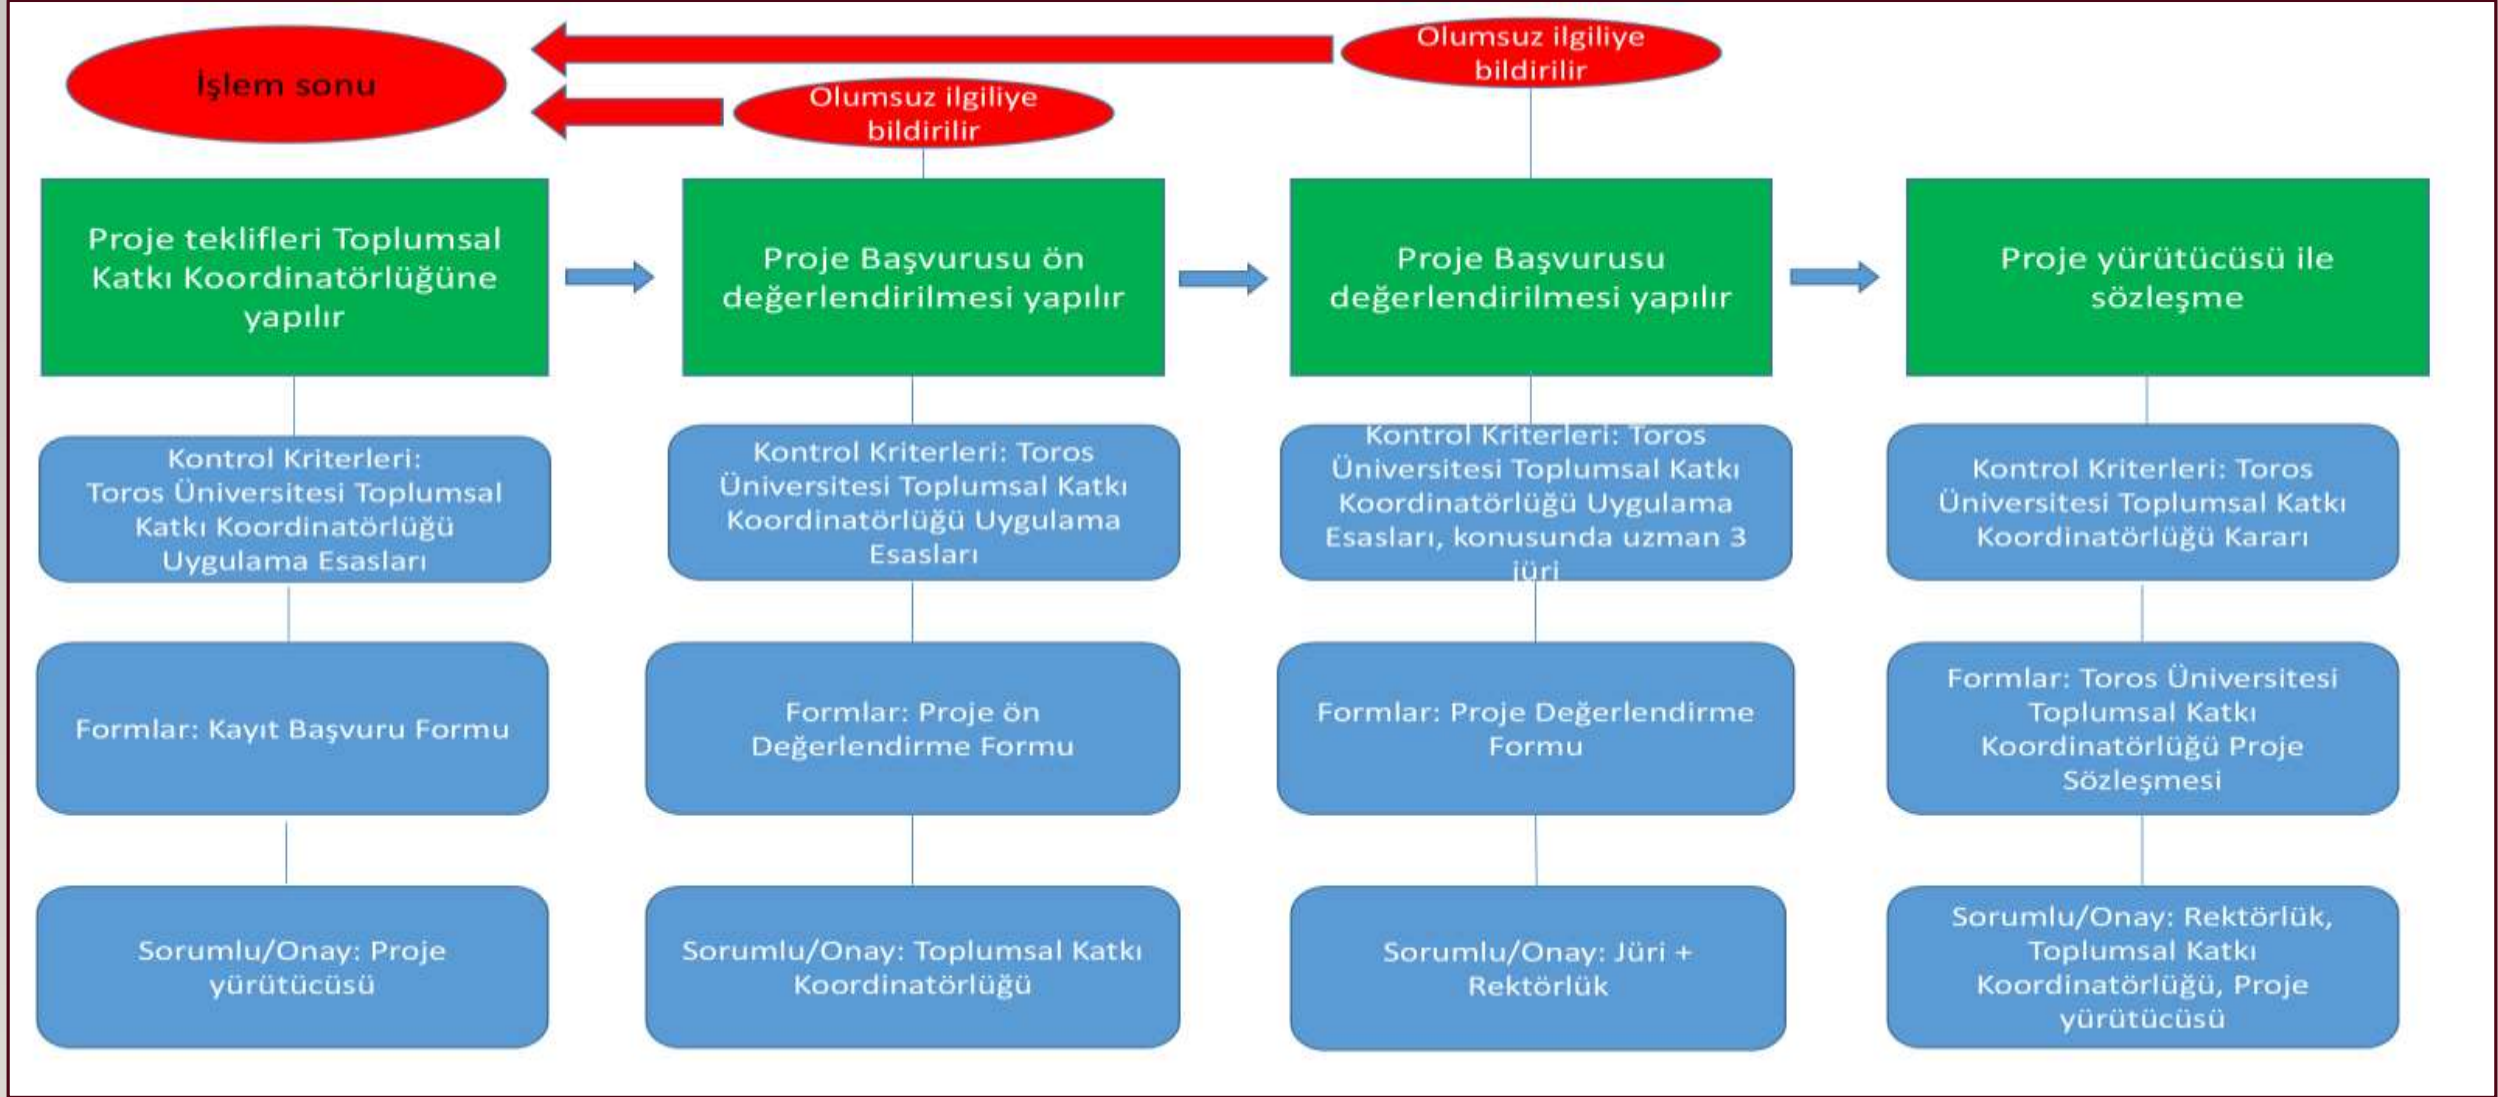 Olumsuz ilgiliye
bildirilir
İşlem sonu
Olumsuz ilgiliye
bildirilir
Proje teklifleri Toplumsal
Katkı Koordinatörlüğüne
yapılır
Proje Başvurusu ön
değerlendirilmesi yapılır
Proje Başvurusu
değerlendirilmesi yapılır
Proje yürütücüsü ile
sözleşme
Kontrol Kriterleri:
Toros Üniversitesi Toplumsal
Katkı Koordinatörlüğü
Uygulama Esasları
Kontrol Kriterleri: Toros
Üniversitesi Toplumsal Katkı
Koordinatörlüğü Uygulama
Esasları
Kontrol Kriterleri: Toros
Üniversitesi Toplumsal Katkı
Koordinatörlüğü Uygulama
Esasları, konusunda uzman 3
jüri
Kontrol Kriterleri: Toros
Üniversitesi Toplumsal Katkı
Koordinatörlüğü Kararı
Formlar: Kayıt Başvuru Formu
Formlar: Proje ön
Değerlendirme Formu
Formlar: Proje Değerlendirme
Formu
Formlar: Toros Üniversitesi
Toplumsal Katkı
Koordinatörlüğü Proje
Sözleşmesi
Sorumlu/Onay: Proje
yürütücüsü
Sorumlu/Onay: Toplumsal Katkı
Koordinatörlüğü
Sorumlu/Onay: Jüri +
Rektörlük
Sorumlu/Onay: Rektörlük,
Toplumsal Katkı
Koordinatörlüğü, Proje
yürütücüsü